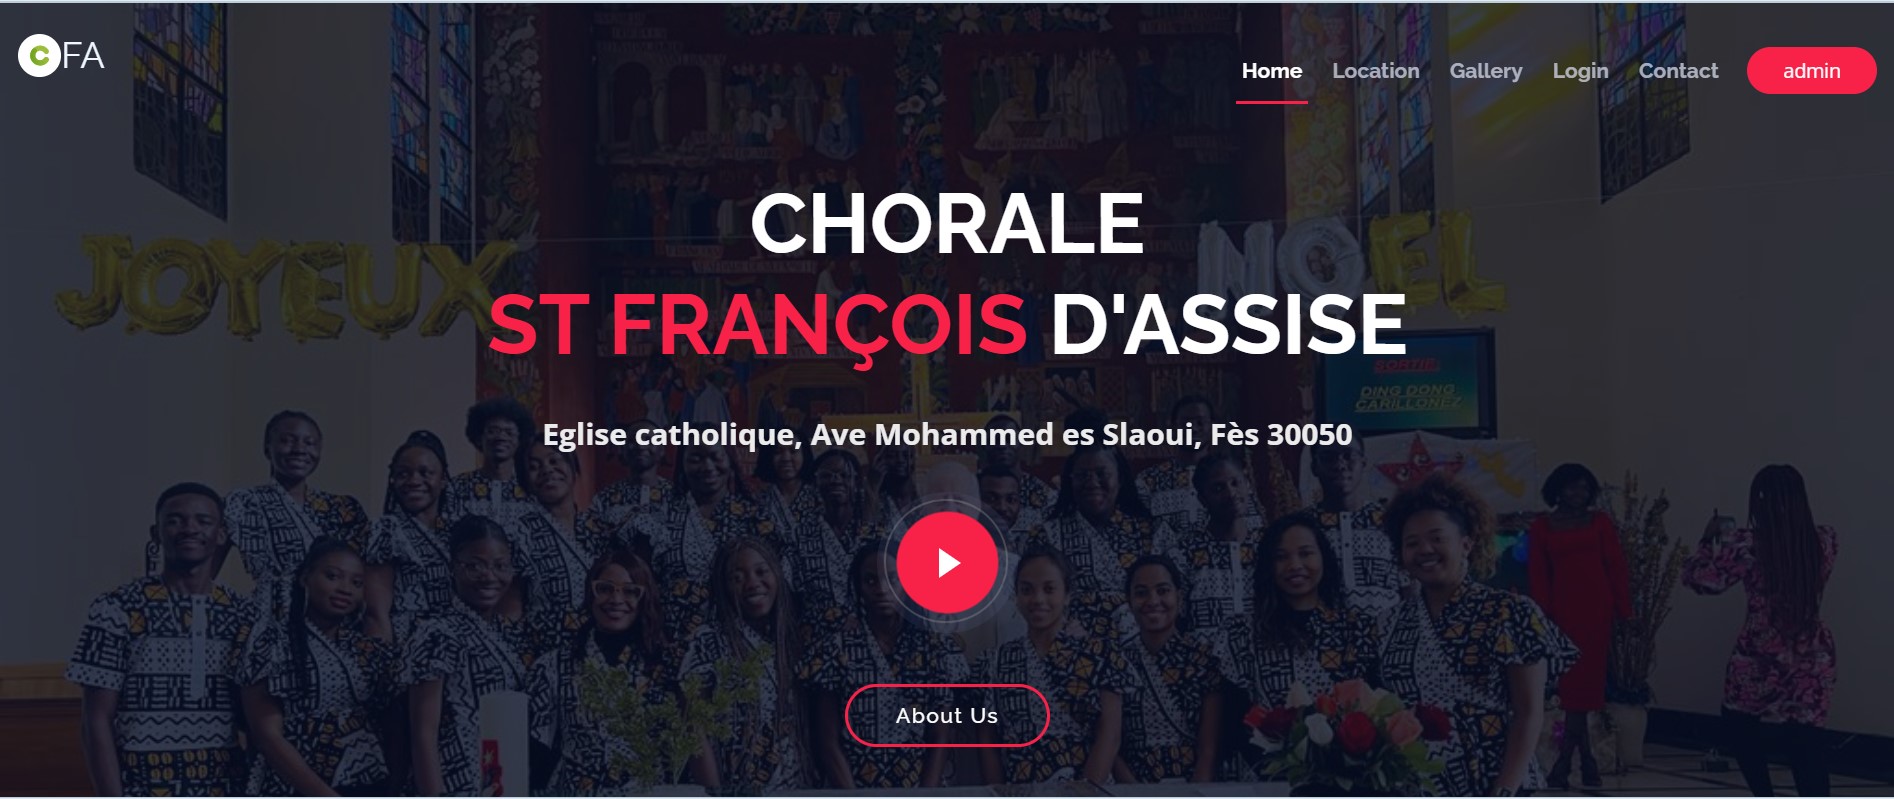 CFA
Home Location Gallery Login Contact admin
CHORALE
ST FRANÇOIS D'ASSISE
JOYEUX NOEL
SORTIE
DING DONG
CARILLONEZ
Eglise catholique, Ave Mohammed es Slaoui, Fès 30050
About Us